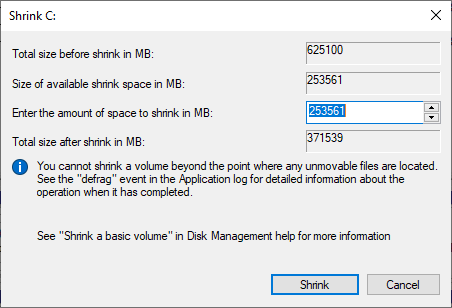 Shrink C:
Total size before shrink in MB: 625100
Size of available shrink space in MB: 253561
Enter the amount of space to shrink in MB: 253561
Total size after shrink in MB: 371539
You cannot shrink a volume beyond the point where any unmovable files are located.
See the "defrag" event in the Application log for detailed information about the
operation when it has completed.
See "Shrink a basic volume" in Disk Management help for more information
Shrink Cancel